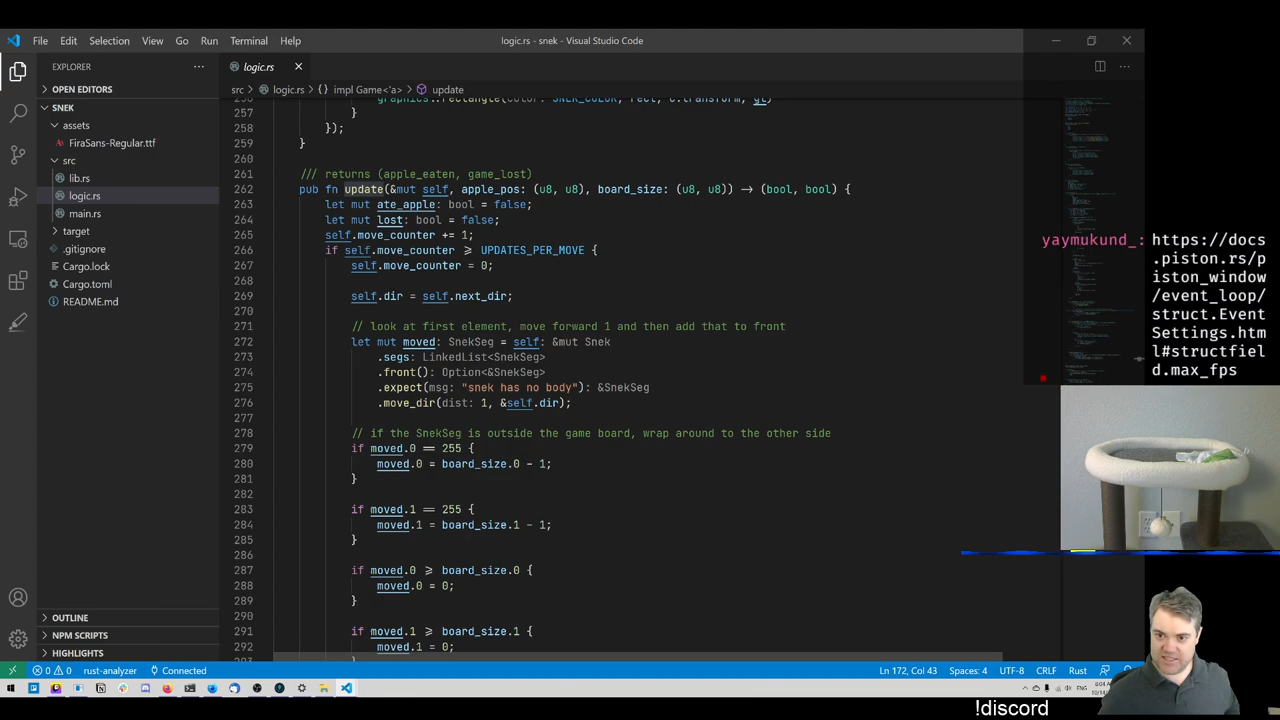 File Edit Selection View Go Run Terminal Help
logic.rs - snek - Visual Studio Code
EXPLORER
OPEN EDITORS
SNEK
assets
FiraSans-Regular.ttf
src
lib.rs
logic.rs
main.rs
target
.gitignore
Cargo.lock
Cargo.toml
README.md
OUTLINE
NPM SCRIPTS
HIGHLIGHTS
logic.rs
src > logic.rs > {} impl Game<'a> > update
257 }
258 });
259 }
260
261 /// returns (apple_eaten, game_lost)
262 pub fn update(&mut self, apple_pos: (u8, u8), board_size: (u8, u8)) -> (bool, bool) {
263 let mut ate_apple: bool = false;
264 let mut lost: bool = false;
265 self.move_counter += 1;
266 if self.move_counter >= UPDATES_PER_MOVE {
267 self.move_counter = 0;
268
269 self.dir = self.next_dir;
270
271 // look at first element, move forward 1 and then add that to front
272 let mut moved: SnekSeg = self: &mut Snek
273 .segs: LinkedList<SnekSeg>
274 .front(): Option<&SnekSeg>
275 .expect(msg: "snek has no body"): &SnekSeg
276 .move_dir(dist: 1, &self.dir);
277
278 // if the SnekSeg is outside the game board, wrap around to the other side
279 if moved.0 == 255 {
280 moved.0 = board_size.0 - 1;
281 }
282
283 if moved.1 == 255 {
284 moved.1 = board_size.1 - 1;
285 }
286
287 if moved.0 >= board_size.0 {
288 moved.0 = 0;
289 }
290
291 if moved.1 >= board_size.1 {
292 moved.1 = 0;
yaymukund_: https://docs
.piston.rs/p
iston_window
/event_loop/
struct.Event
Settings.htm
l#structfiel
d.max_fps
0 0 rust-analyzer Connected
Ln 172, Col 43 Spaces: 4 UTF-8 CRLF Rust
ENG
!discord